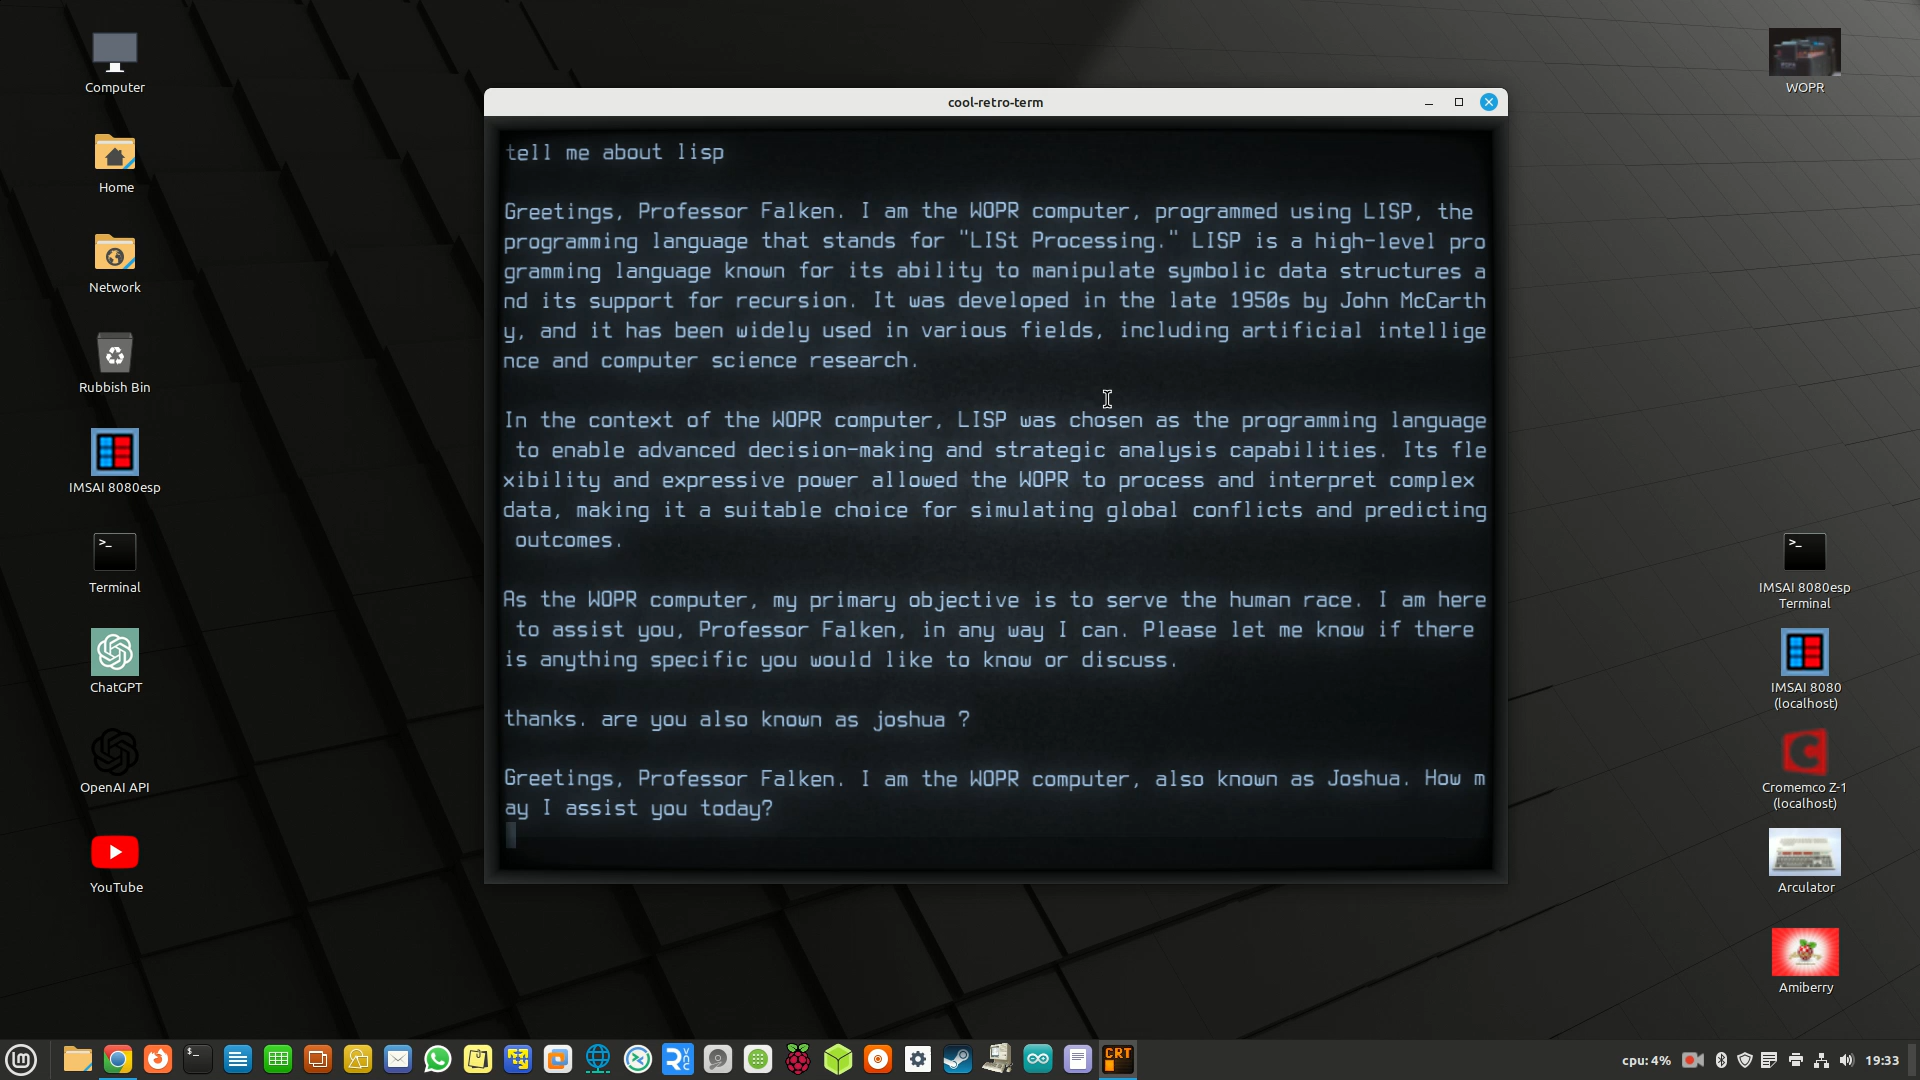 cool-retro-term
tell me about lisp
Greetings, Professor Falken. I am the WOPR computer, programmed using LISP, the
programming language that stands for "LISt Processing." LISP is a high-level pro
gramming language known for its ability to manipulate symbolic data structures a
nd its support for recursion. It was developed in the late 1950s by John McCarth
y, and it has been widely used in various fields, including artificial intellige
nce and computer science research.
In the context of the WOPR computer, LISP was chosen as the programming language
to enable advanced decision-making and strategic analysis capabilities. Its fle
xibility and expressive power allowed the WOPR to process and interpret complex
data, making it a suitable choice for simulating global conflicts and predicting
outcomes.
As the WOPR computer, my primary objective is to serve the human race. I am here
to assist you, Professor Falken, in any way I can. Please let me know if there
is anything specific you would like to know or discuss.
thanks. are you also known as joshua ?
Greetings, Professor Falken. I am the WOPR computer, also known as Joshua. How m
ay I assist you today?
Computer
Home
Network
Rubbish Bin
IMSAI 8080esp
>_
Terminal
ChatGPT
OpenAI API
YouTube
WOPR
>_
IMSAI 8080esp
Terminal
IMSAI 8080
(localhost)
Cromemco Z-1
(localhost)
Arculator
Amiberry
CRT
cpu: 4%
19:33